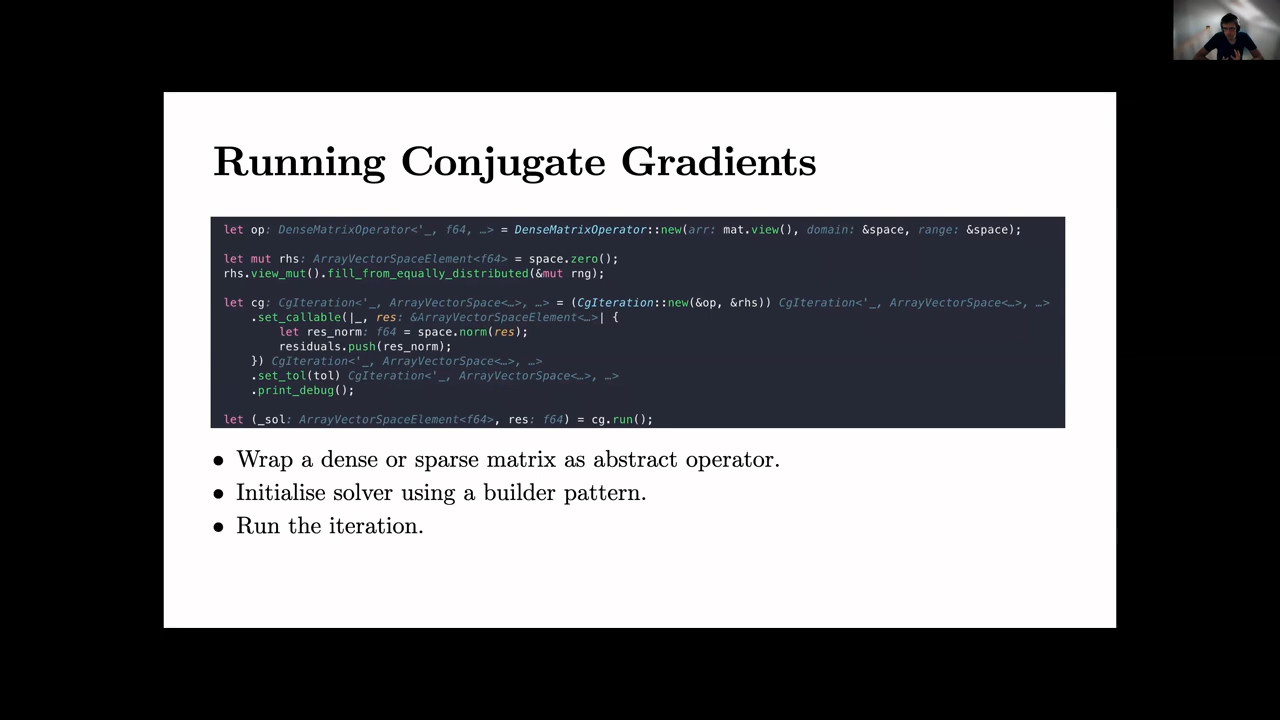 Running Conjugate Gradients
let op: DenseMatrixOperator<'_, f64, …> = DenseMatrixOperator::new(arr: mat.view(), domain: &space, range: &space);
let mut rhs: ArrayVectorSpaceElement<f64> = space.zero();
rhs.view_mut().fill_from_equally_distributed(&mut rng);
let cg: CgIteration<'_, ArrayVectorSpace<…>, …> = (CgIteration::new(&op, &rhs)) CgIteration<'_, ArrayVectorSpace<…>, …>
.set_callable(|_, res: &ArrayVectorSpaceElement<…>| {
let res_norm: f64 = space.norm(res);
residuals.push(res_norm);
}) CgIteration<'_, ArrayVectorSpace<…>, …>
.set_tol(tol) CgIteration<'_, ArrayVectorSpace<…>, …>
.print_debug();
let (_sol: ArrayVectorSpaceElement<f64>, res: f64) = cg.run();
• Wrap a dense or sparse matrix as abstract operator.
• Initialise solver using a builder pattern.
• Run the iteration.